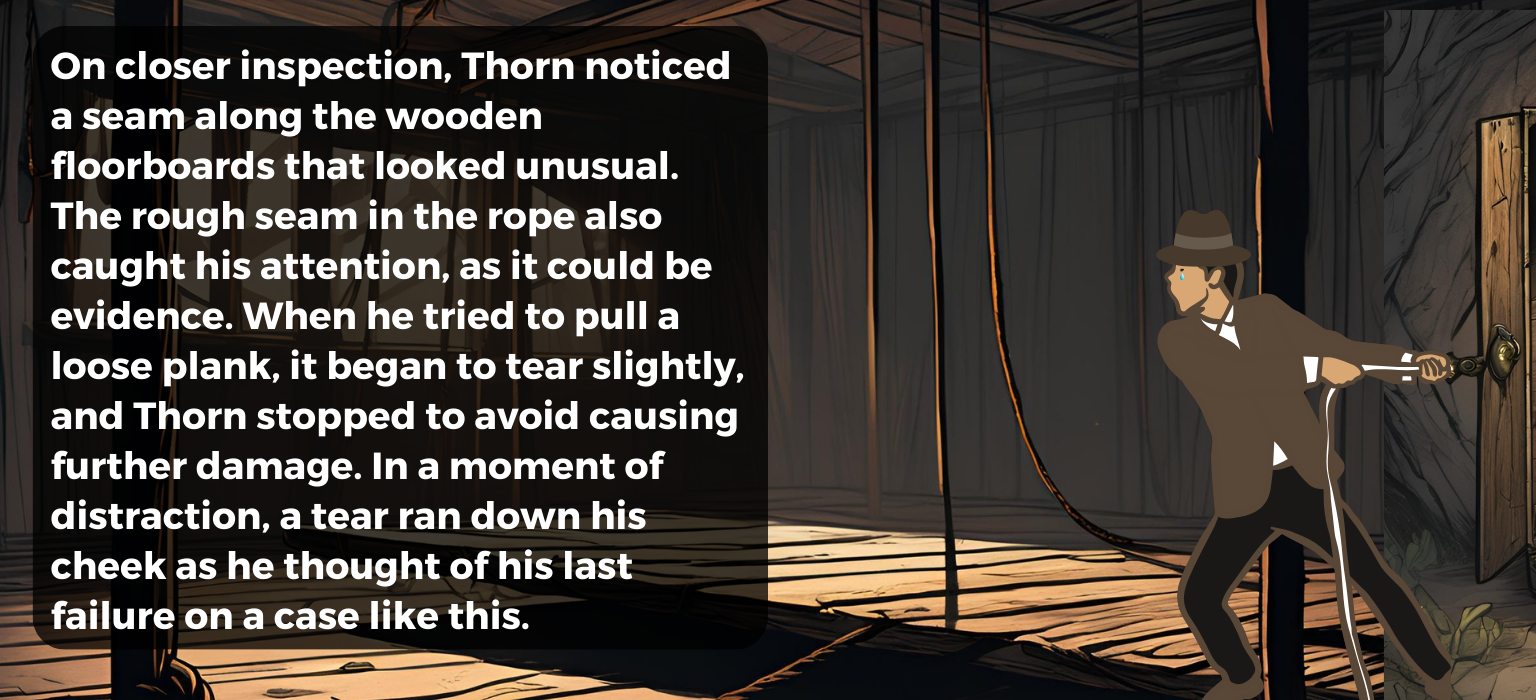 On closer inspection, Thorn noticed
a seam along the wooden
floorboards that looked unusual.
The rough seam in the rope also
caught his attention, as it could be
evidence. When he tried to pull a
loose plank, it began to tear slightly,
and Thorn stopped to avoid causing
further damage. In a moment of
distraction, a tear ran down his
cheek as he thought of his last
failure on a case like this.